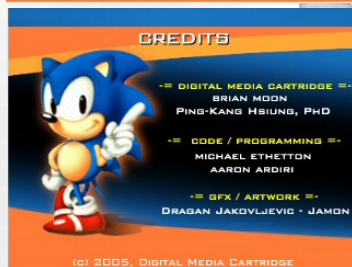 CREDITS
-= DIGITAL MEDIA CARTRIDGE =-
BRIAN MOON
PING-KANG HSIUNG, PHD
-= CODE / PROGRAMMING =-
MICHAEL ETHETTON
AARON ARDIRI
-= GFX / ARTWORK =-
DRAGAN JAKOVLJEVIC - JAMON
(C) 2005, DIGITAL MEDIA CARTRIDGE